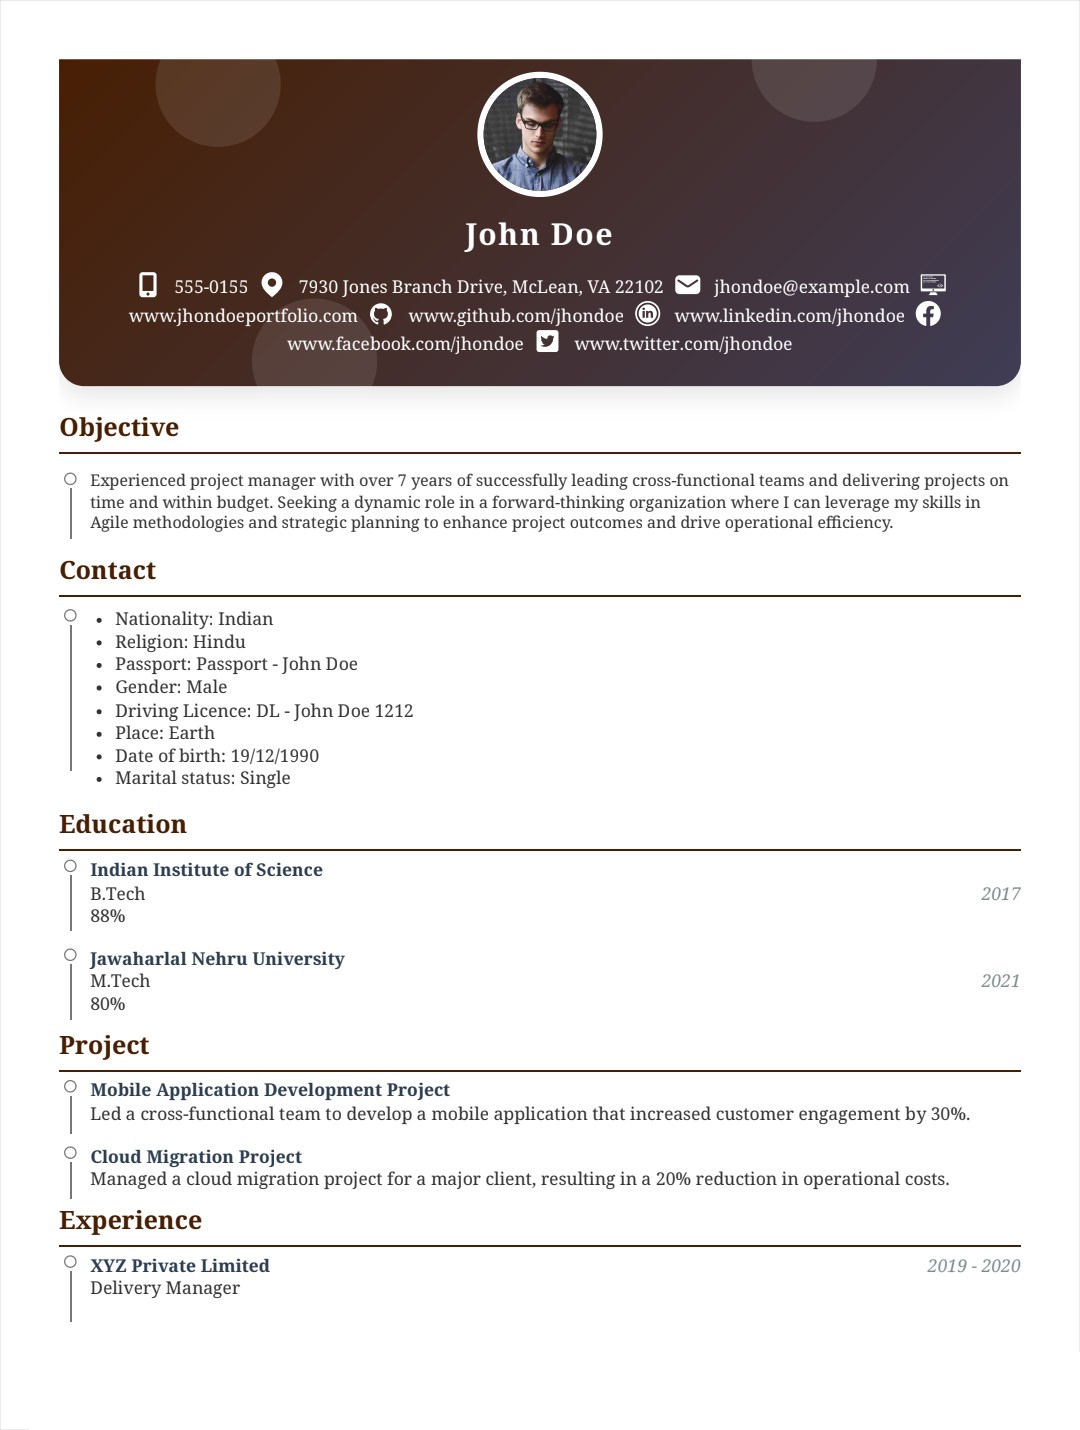 John Doe
555-0155 7930 Jones Branch Drive, McLean, VA 22102 jhondoe@example.com
www.jhondoeportfolio.com www.github.com/jhondoe www.linkedin.com/jhondoe
www.facebook.com/jhondoe www.twitter.com/jhondoe
Objective
Experienced project manager with over 7 years of successfully leading cross-functional teams and delivering projects on
time and within budget. Seeking a dynamic role in a forward-thinking organization where I can leverage my skills in
Agile methodologies and strategic planning to enhance project outcomes and drive operational efficiency.
Contact
• Nationality: Indian
• Religion: Hindu
• Passport: Passport - John Doe
• Gender: Male
• Driving Licence: DL - John Doe 1212
• Place: Earth
• Date of birth: 19/12/1990
• Marital status: Single
Education
Indian Institute of Science
B.Tech 2017
88%
Jawaharlal Nehru University
M.Tech 2021
80%
Project
Mobile Application Development Project
Led a cross-functional team to develop a mobile application that increased customer engagement by 30%.
Cloud Migration Project
Managed a cloud migration project for a major client, resulting in a 20% reduction in operational costs.
Experience
XYZ Private Limited 2019 - 2020
Delivery Manager